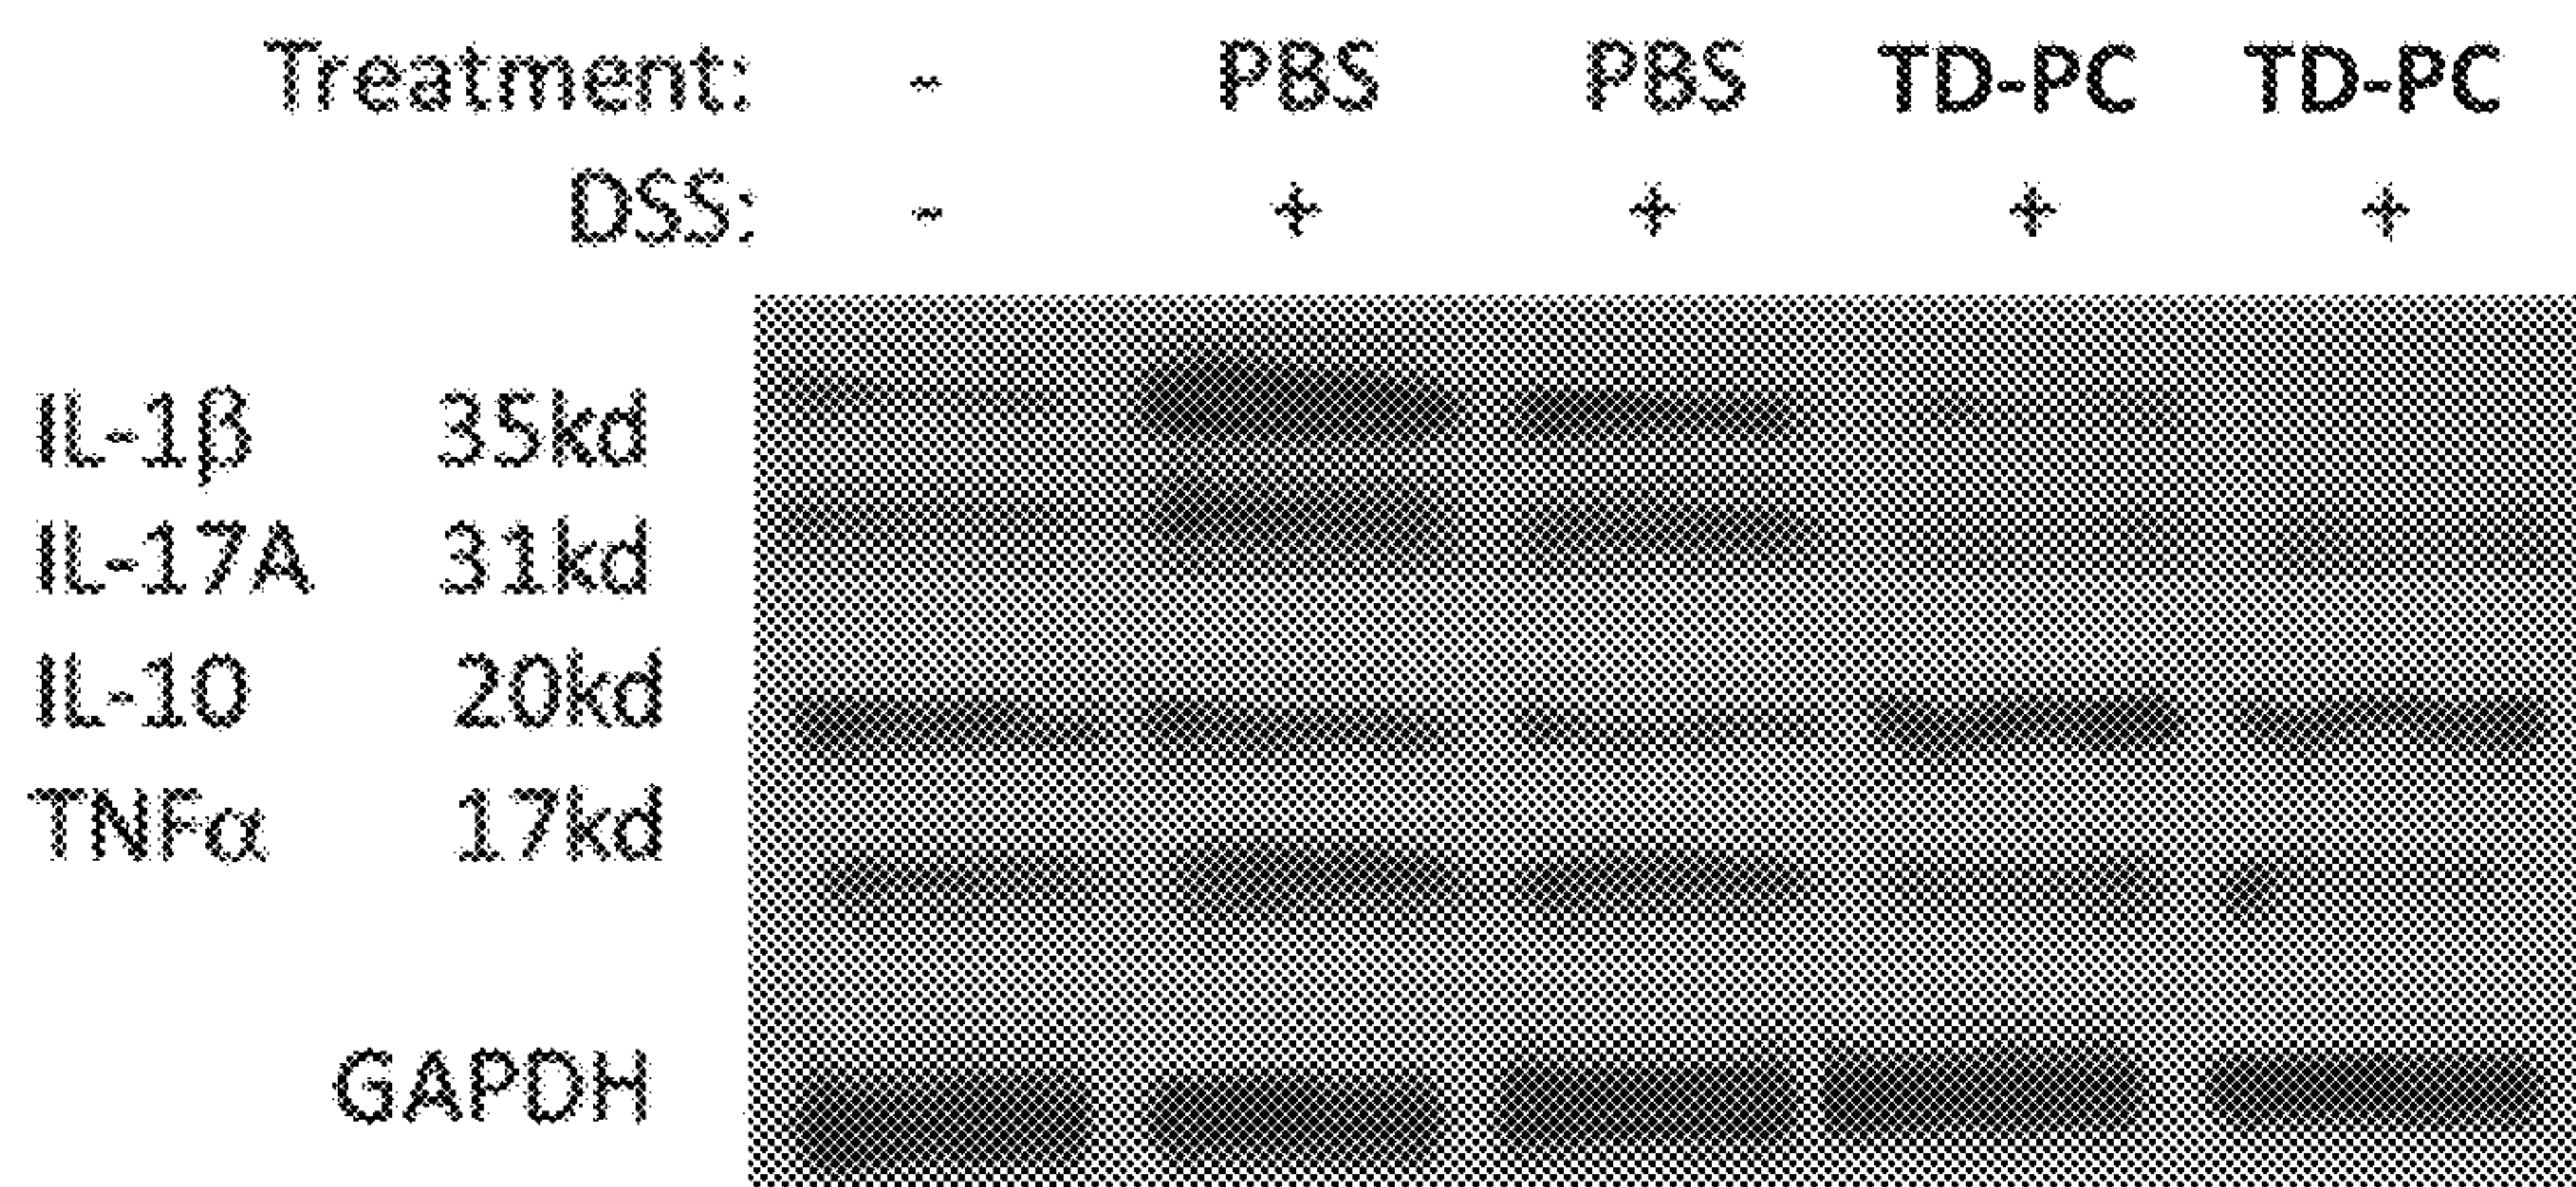 Treatment: - PBS PBS TD-PC TD-PC
DSS: - + + + +
IL-1β 35kd
IL-17A 31kd
IL-10 20kd
TNFα 17kd
GAPDH